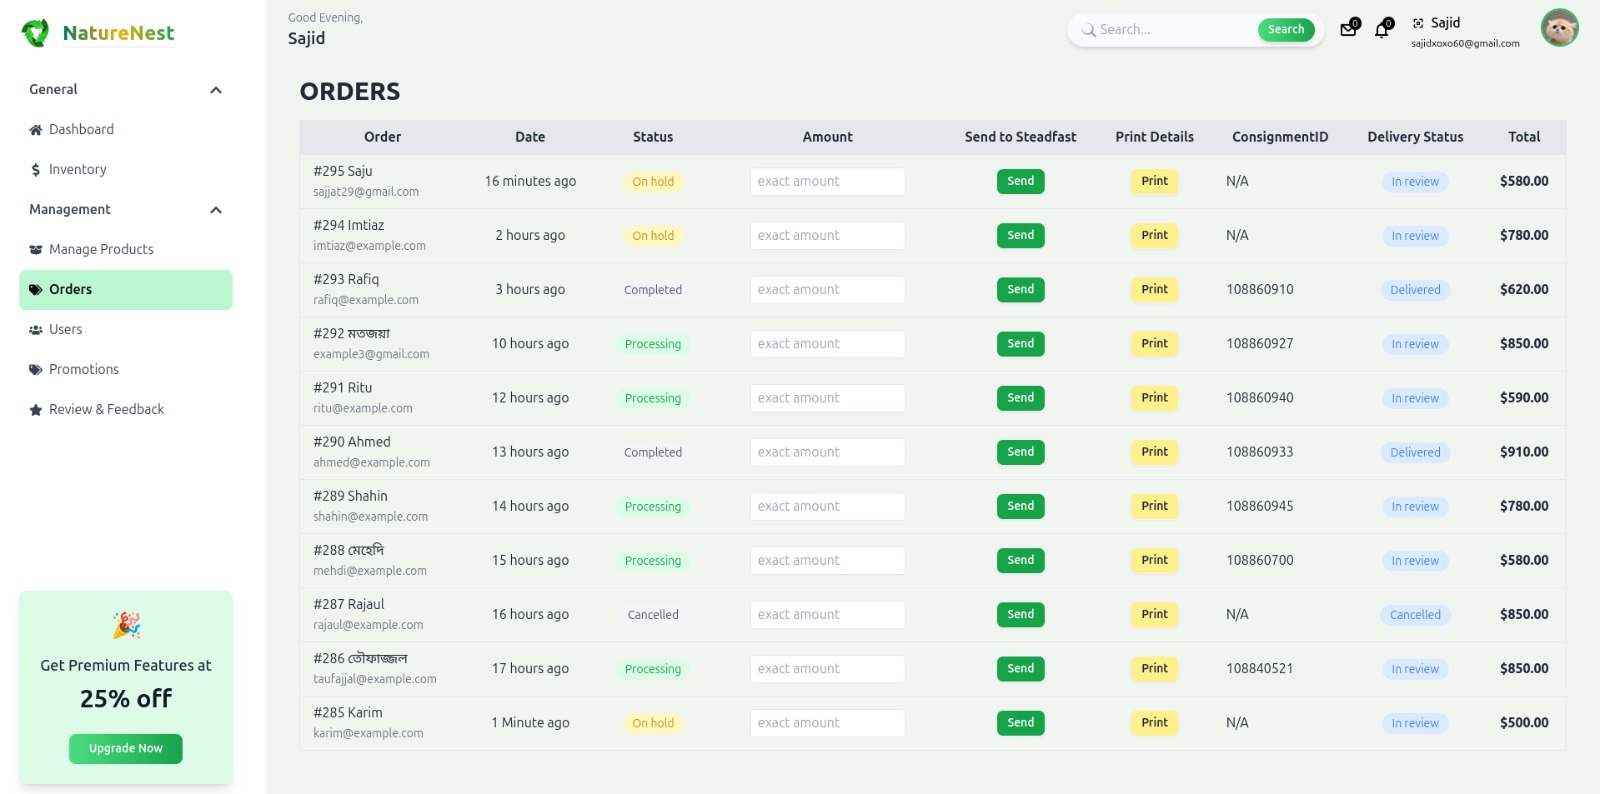 NatureNest
General
Dashboard
Inventory
Management
Manage Products
Orders
Users
Promotions
Review & Feedback
Get Premium Features at
25% off
Upgrade Now
Good Evening,
Sajid
Search...
Search
0
0
Sajid
sajidxoxo60@gmail.com
ORDERS
Order Date Status Amount Send to Steadfast Print Details ConsignmentID Delivery Status Total
#295 Saju
sajjat29@gmail.com
16 minutes ago On hold exact amount Send Print N/A In review $580.00
#294 Imtiaz
imtiaz@example.com
2 hours ago On hold exact amount Send Print N/A In review $780.00
#293 Rafiq
rafiq@example.com
3 hours ago Completed exact amount Send Print 108860910 Delivered $620.00
#292 মতজয়া
example3@gmail.com
10 hours ago Processing exact amount Send Print 108860927 In review $850.00
#291 Ritu
ritu@example.com
12 hours ago Processing exact amount Send Print 108860940 In review $590.00
#290 Ahmed
ahmed@example.com
13 hours ago Completed exact amount Send Print 108860933 Delivered $910.00
#289 Shahin
shahin@example.com
14 hours ago Processing exact amount Send Print 108860945 In review $780.00
#288 মেহেদি
mehdi@example.com
15 hours ago Processing exact amount Send Print 108860700 In review $580.00
#287 Rajaul
rajaul@example.com
16 hours ago Cancelled exact amount Send Print N/A Cancelled $850.00
#286 তৌফাজ্জল
taufajjal@example.com
17 hours ago Processing exact amount Send Print 108840521 In review $850.00
#285 Karim
karim@example.com
1 Minute ago On hold exact amount Send Print N/A In review $500.00